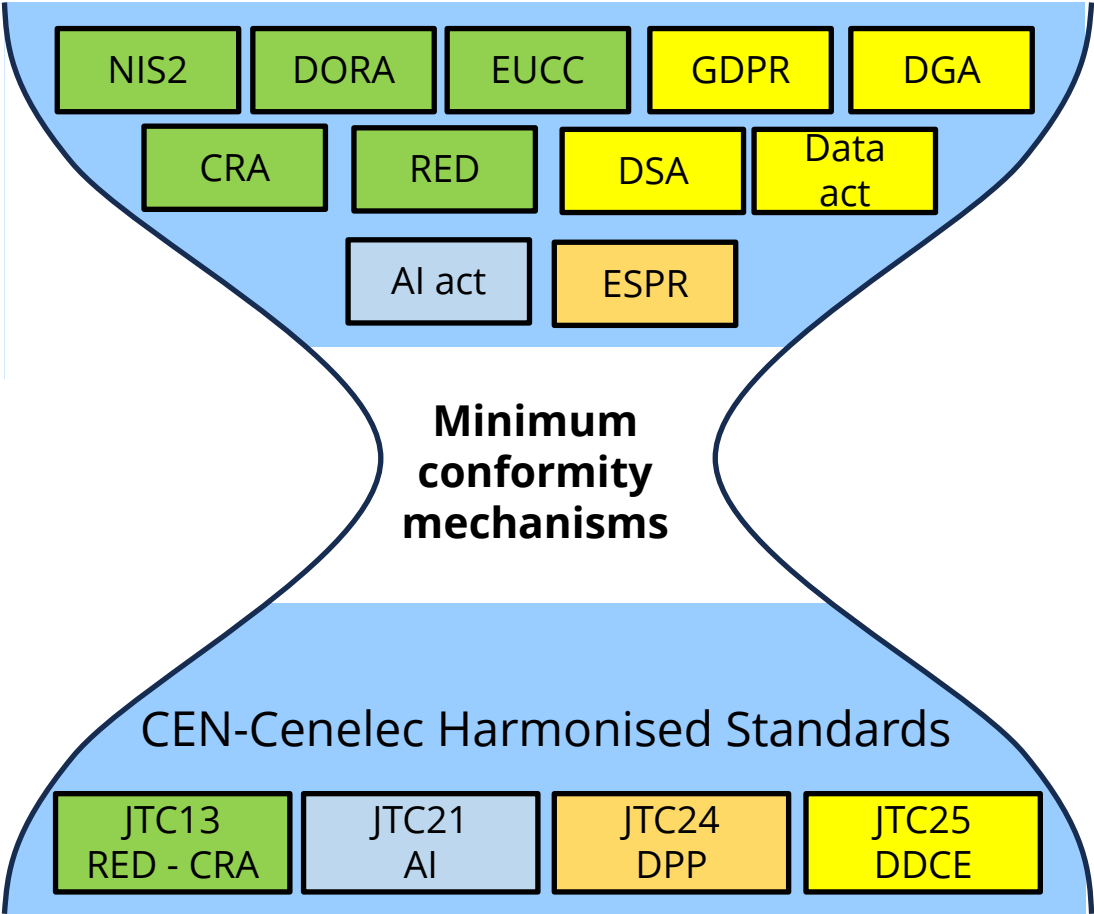 NIS2
DORA
EUCC
GDPR
DGA
CRA
RED
DSA
Data
act
AI act
ESPR
Minimum
conformity
mechanisms
CEN-Cenelec Harmonised Standards
JTC13
RED - CRA
JTC21
AI
JTC24
DPP
JTC25
DDCE